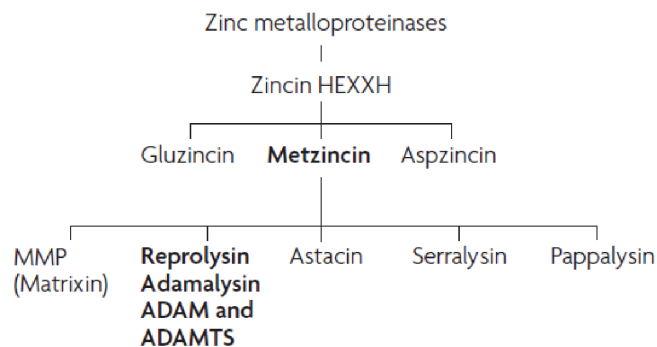 Zinc metalloproteinases
Zincin HEXXH
Gluzincin Metzincin Aspzincin
MMP
(Matrixin)
Reprolysin
Adamalysin
ADAM and
ADAMTS
Astacin
Serralysin
Pappalysin